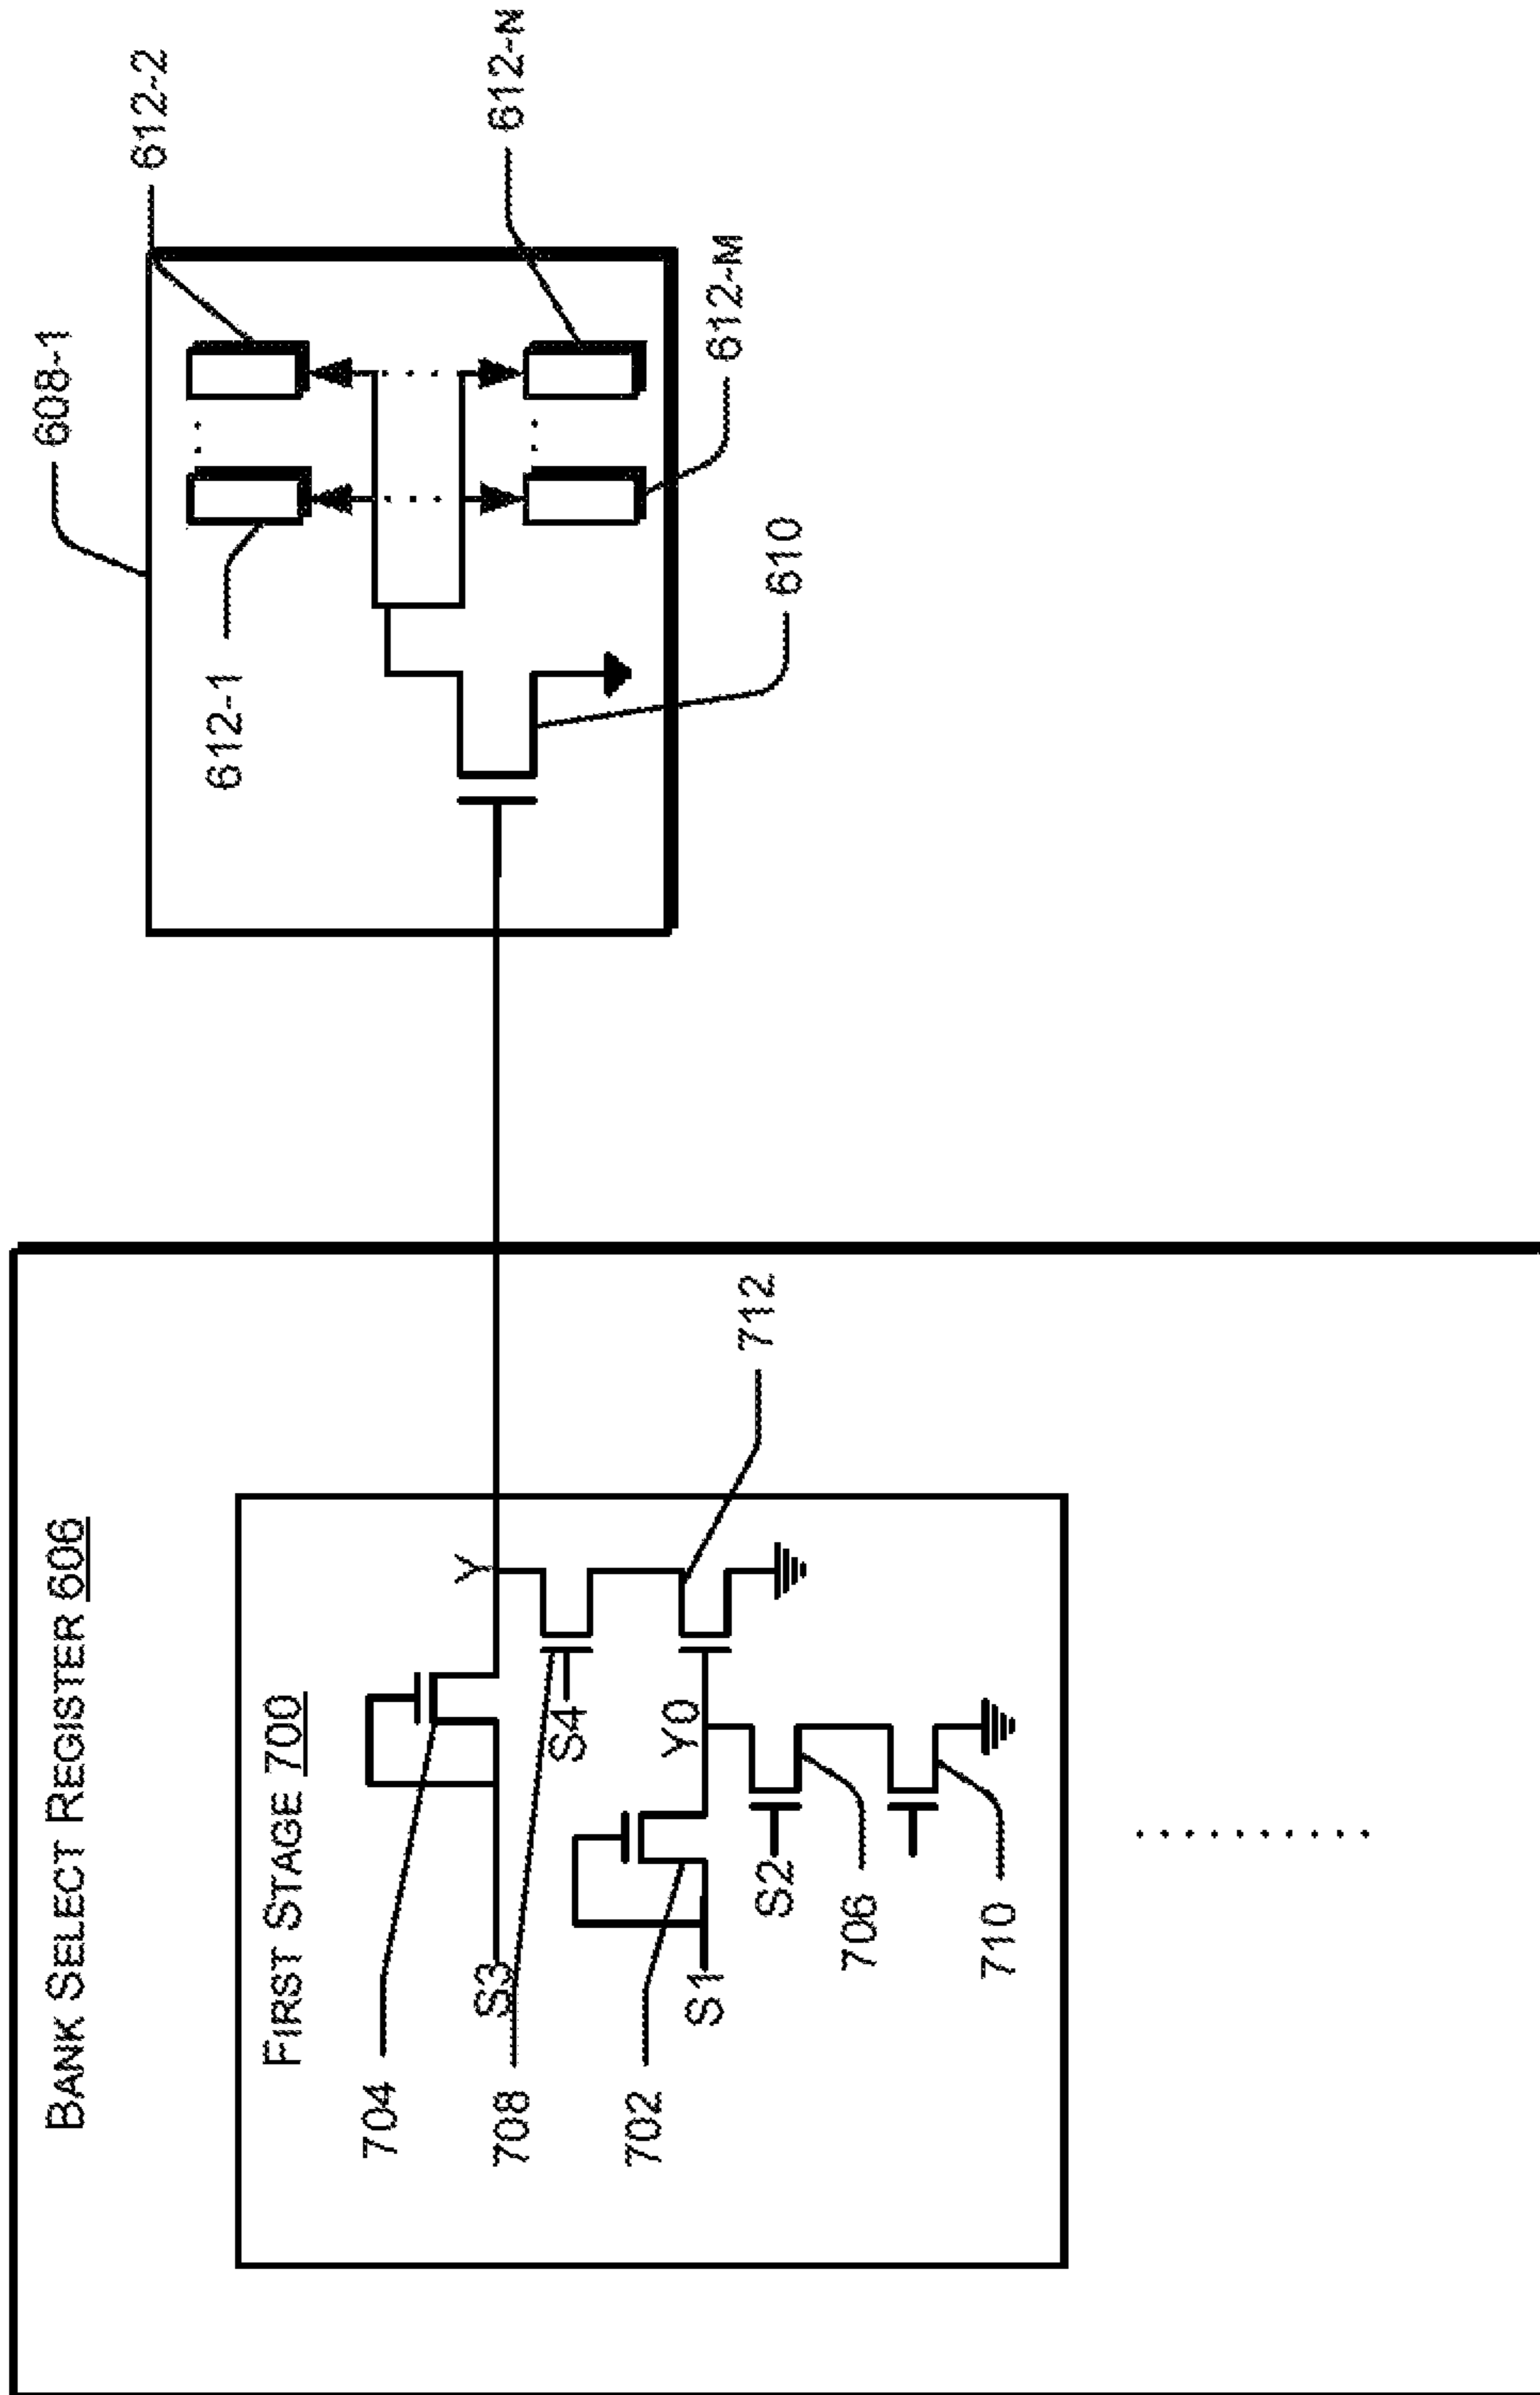 BANK SELECT REGISTER 606
FIRST STAGE 700
704
708
702
S3
S1
S4
Y
Y0
S2
706
710
712
608-1
612-1
612-2
612-N
612-M
610